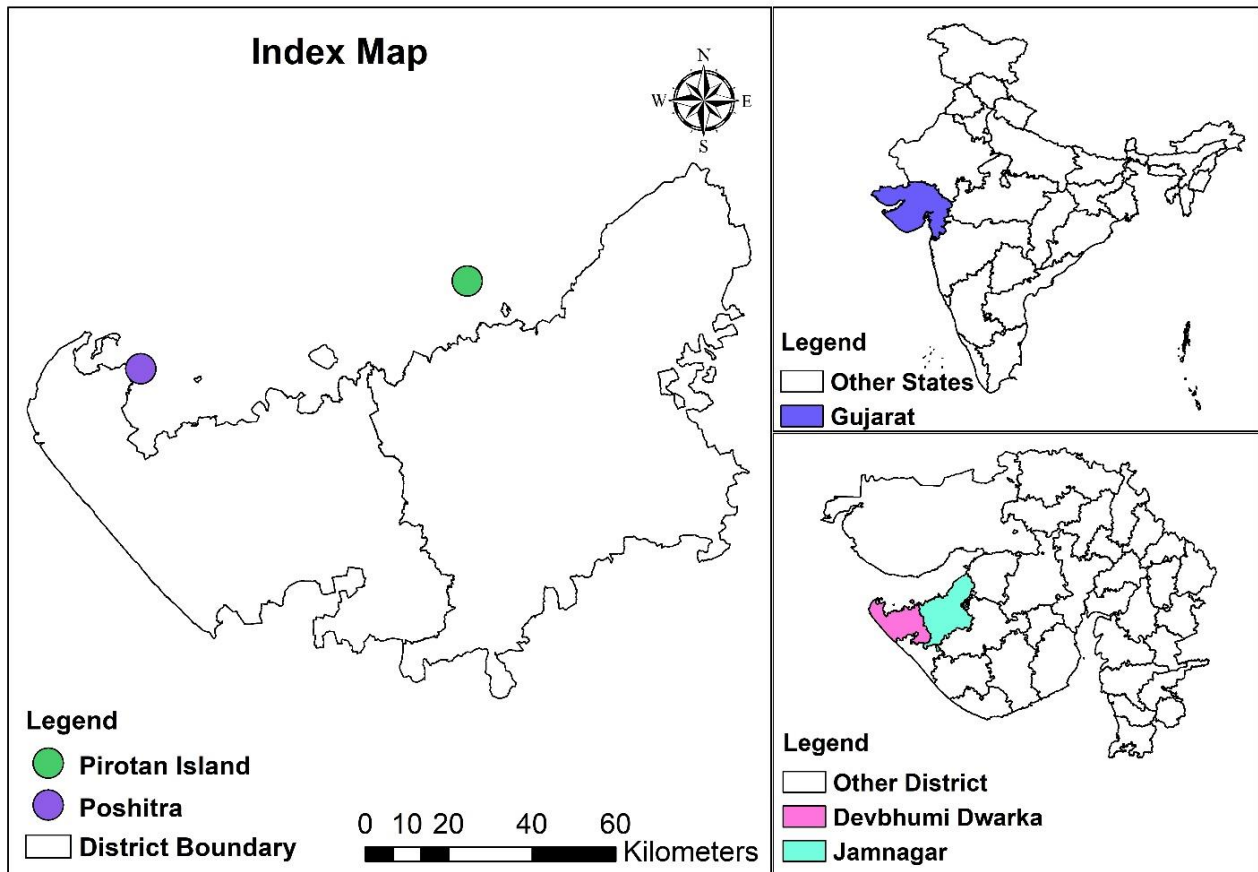 Index Map
N
W E
S
Legend
Pirotan Island
Poshitra
District Boundary
0 10 20 40 60
Kilometers
Legend
Other States
Gujarat
Legend
Other District
Devbhumi Dwarka
Jamnagar